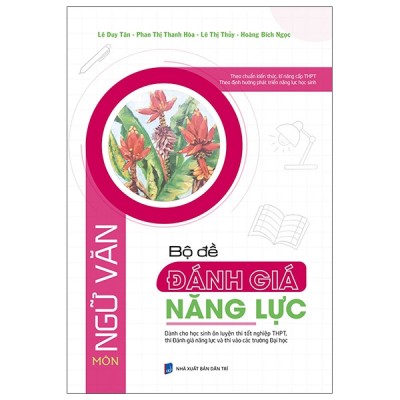 Lê Duy Tân - Phan Thị Thanh Hòa - Lê Thị Thủy - Hoàng Bích Ngọc
Theo chuẩn kiến thức, kĩ năng cấp THPT
Theo định hướng phát triển năng lực học sinh
MÔN NGỮ VĂN
Bộ đề
ĐÁNH GIÁ
NĂNG LỰC
Dành cho học sinh ôn luyện thi tốt nghiệp THPT,
thi Đánh giá năng lực và thi vào các trường Đại học
NHÀ XUẤT BẢN DÂN TRÍ